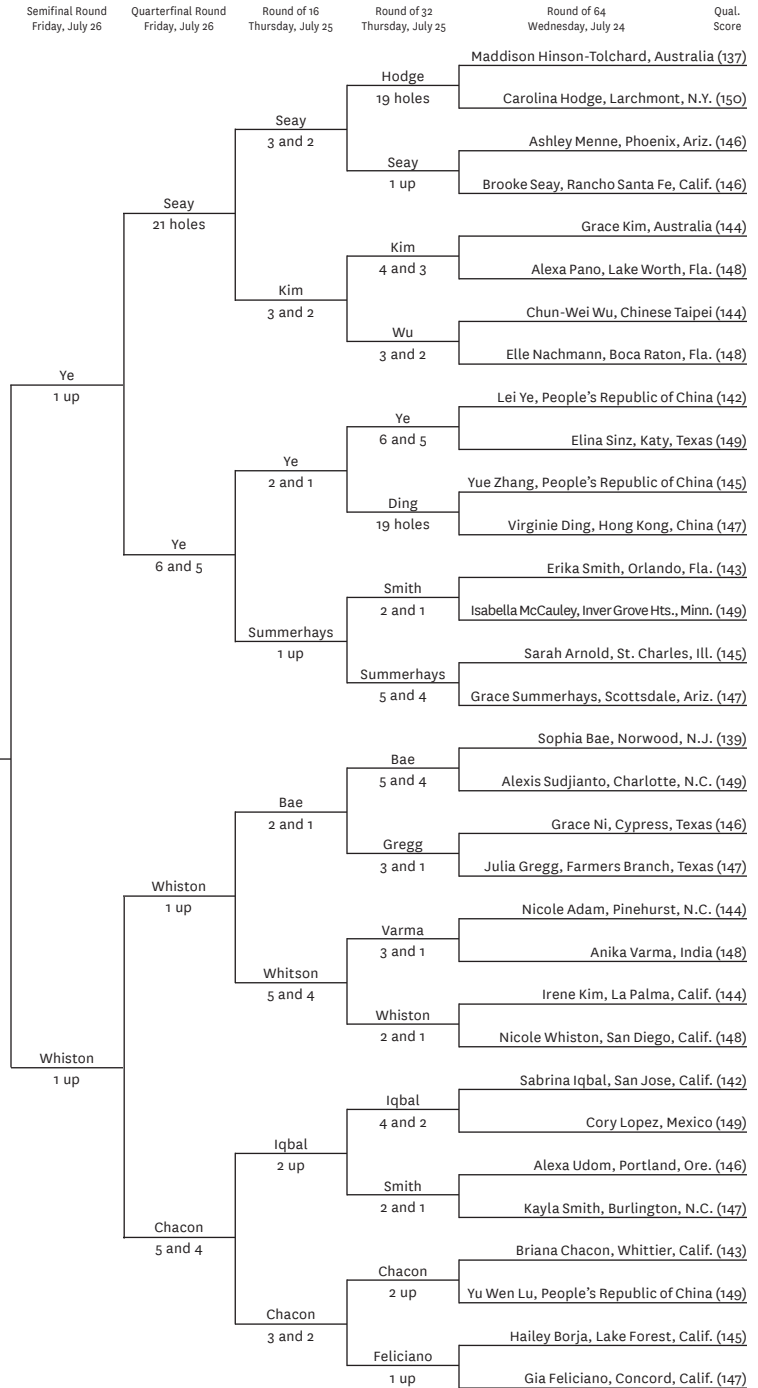 Semifinal Round Quarterfinal Round Round of 16 Round of 32 Round of 64 Qual.
Friday, July 26 Friday, July 26 Thursday, July 25 Thursday, July 25 Wednesday, July 24 Score
Maddison Hinson-Tolchard, Australia (137)
Hodge
19 holes
Carolina Hodge, Larchmont, N.Y. (150)
Seay
3 and 2
Ashley Menne, Phoenix, Ariz. (146)
Seay
1 up
Brooke Seay, Rancho Santa Fe, Calif. (146)
Seay
21 holes
Grace Kim, Australia (144)
Kim
4 and 3
Alexa Pano, Lake Worth, Fla. (148)
Kim
3 and 2
Chun-Wei Wu, Chinese Taipei (144)
Wu
3 and 2
Elle Nachmann, Boca Raton, Fla. (148)
Ye
1 up
Lei Ye, People's Republic of China (142)
Ye
6 and 5
Elina Sinz, Katy, Texas (149)
Ye
2 and 1
Yue Zhang, People's Republic of China (145)
Ding
19 holes
Virginie Ding, Hong Kong, China (147)
Ye
6 and 5
Erika Smith, Orlando, Fla. (143)
Smith
2 and 1
Isabella McCauley, Inver Grove Hts., Minn. (149)
Summerhays
1 up
Sarah Arnold, St. Charles, Ill. (145)
Summerhays
5 and 4
Grace Summerhays, Scottsdale, Ariz. (147)
Sophia Bae, Norwood, N.J. (139)
Bae
5 and 4
Alexis Sudjianto, Charlotte, N.C. (149)
Bae
2 and 1
Grace Ni, Cypress, Texas (146)
Gregg
3 and 1
Julia Gregg, Farmers Branch, Texas (147)
Whiston
1 up
Nicole Adam, Pinehurst, N.C. (144)
Varma
3 and 1
Anika Varma, India (148)
Whitson
5 and 4
Irene Kim, La Palma, Calif. (144)
Whiston
2 and 1
Nicole Whiston, San Diego, Calif. (148)
Whiston
1 up
Sabrina Iqbal, San Jose, Calif. (142)
Iqbal
4 and 2
Cory Lopez, Mexico (149)
Iqbal
2 up
Alexa Udom, Portland, Ore. (146)
Smith
2 and 1
Kayla Smith, Burlington, N.C. (147)
Chacon
5 and 4
Briana Chacon, Whittier, Calif. (143)
Chacon
2 up
Yu Wen Lu, People's Republic of China (149)
Chacon
3 and 2
Hailey Borja, Lake Forest, Calif. (145)
Feliciano
1 up
Gia Feliciano, Concord, Calif. (147)